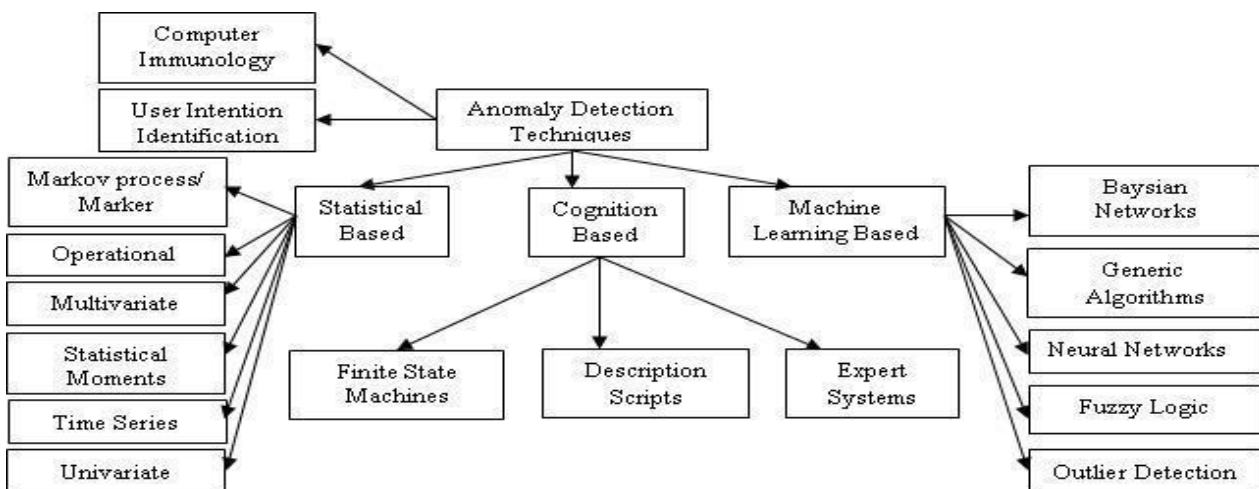 Computer
Immunology
User Intention
Identification
Anomaly Detection
Techniques
Markov process/
Marker
Operational
Multivariate
Statistical
Moments
Time Series
Univariate
Statistical
Based
Cognition
Based
Machine
Learning Based
Finite State
Machines
Description
Scripts
Expert
Systems
Baysian
Networks
Generic
Algorithms
Neural Networks
Fuzzy Logic
Outlier Detection